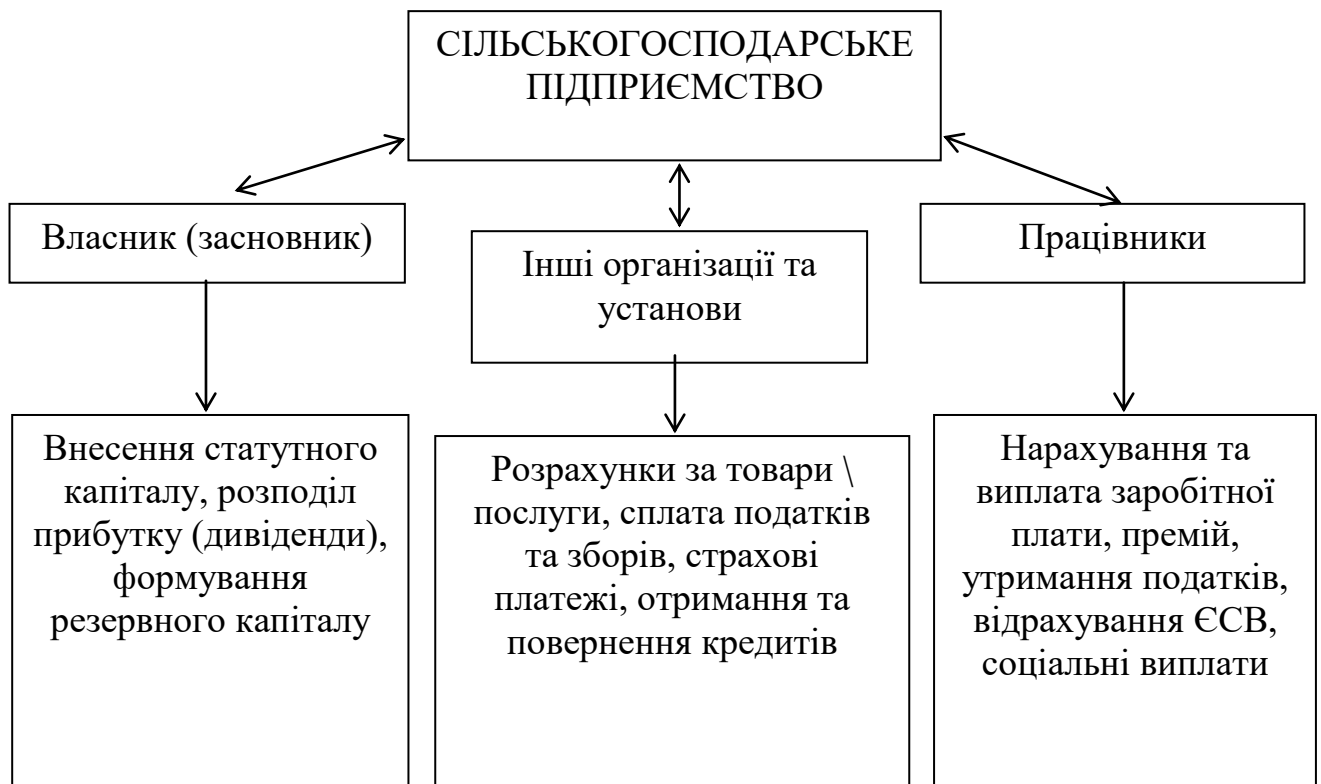 СІЛЬСЬКОГОСПОДАРСЬКЕ
ПІДПРИЄМСТВО
Власник (засновник)
Інші організації та
установи
Працівники
Внесення статутного
капіталу, розподіл
прибутку (дивіденди),
формування
резервного капіталу
Розрахунки за товари \
послуги, сплата податків
та зборів, страхові
платежі, отримання та
повернення кредитів
Нарахування та
виплата заробітної
плати, премій,
утримання податків,
відрахування ЄСВ,
соціальні виплати